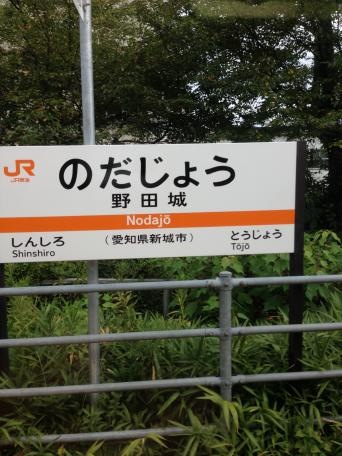 JR
JR東海
のだじょう
野田城
Nodajō
しんしろ
Shinshiro
（愛知県新城市）
とうじょう
Tōjō